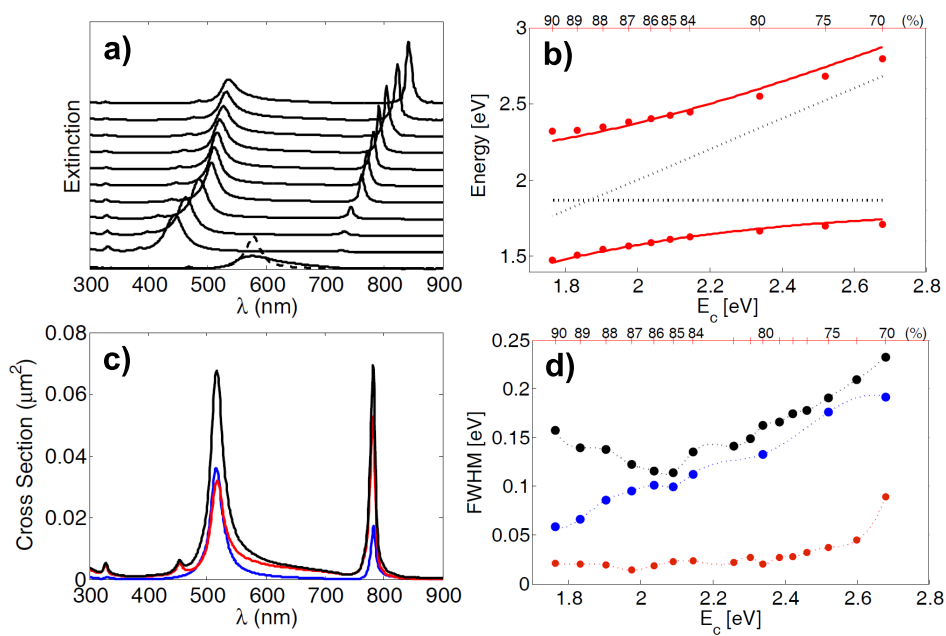 a)
Extinction
300 400 500 600 700 800 900
λ (nm)
90 89 88 87 86 85 84 80 75 70 (%)
b)
3
2.5
2
1.5
Energy [eV]
1.8 2 2.2 2.4 2.6 2.8
E_c [eV]
c)
0.08
0.06
0.04
0.02
0
Cross Section (μm²)
300 400 500 600 700 800 900
λ (nm)
90 89 88 87 86 85 84 80 75 70 (%)
d)
0.25
0.2
0.15
0.1
0.05
0
FWHM [eV]
1.8 2 2.2 2.4 2.6 2.8
E_c [eV]